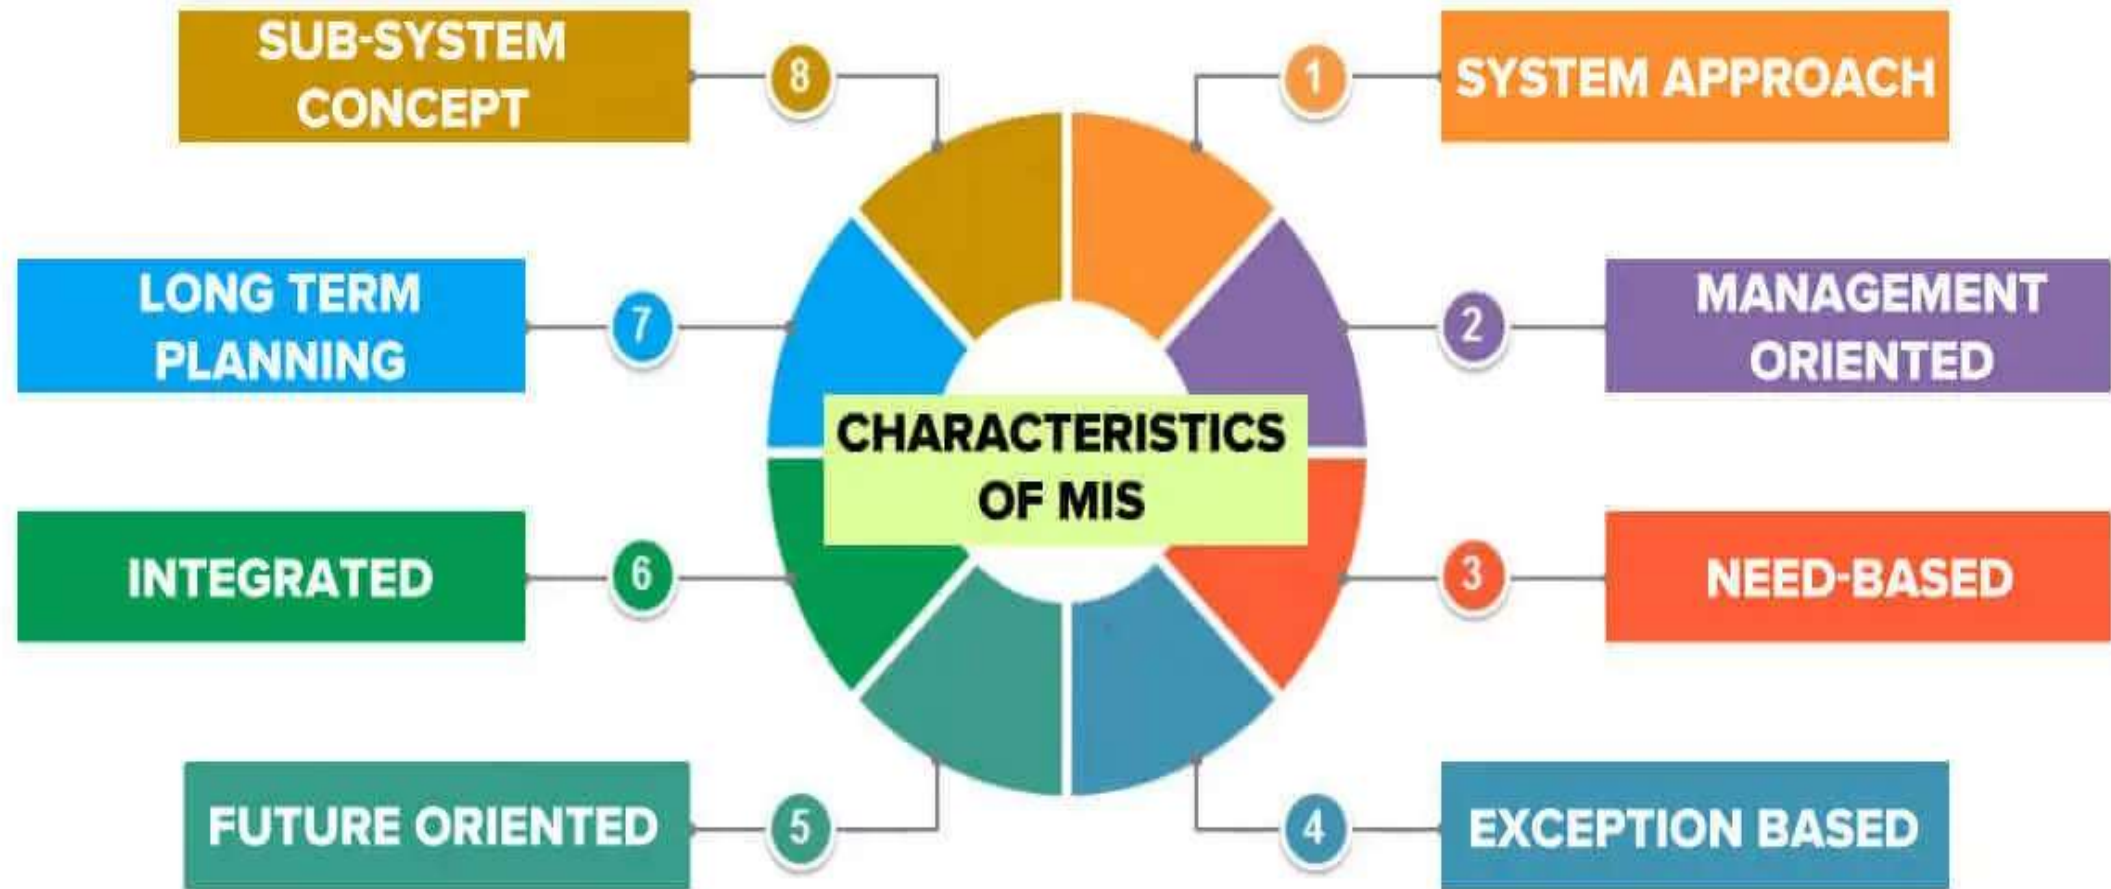 SUB-SYSTEM
CONCEPT
8
1
SYSTEM APPROACH
LONG TERM
PLANNING
7
2
MANAGEMENT
ORIENTED
CHARACTERISTICS
OF MIS
INTEGRATED
6
3
NEED-BASED
FUTURE ORIENTED
5
4
EXCEPTION BASED